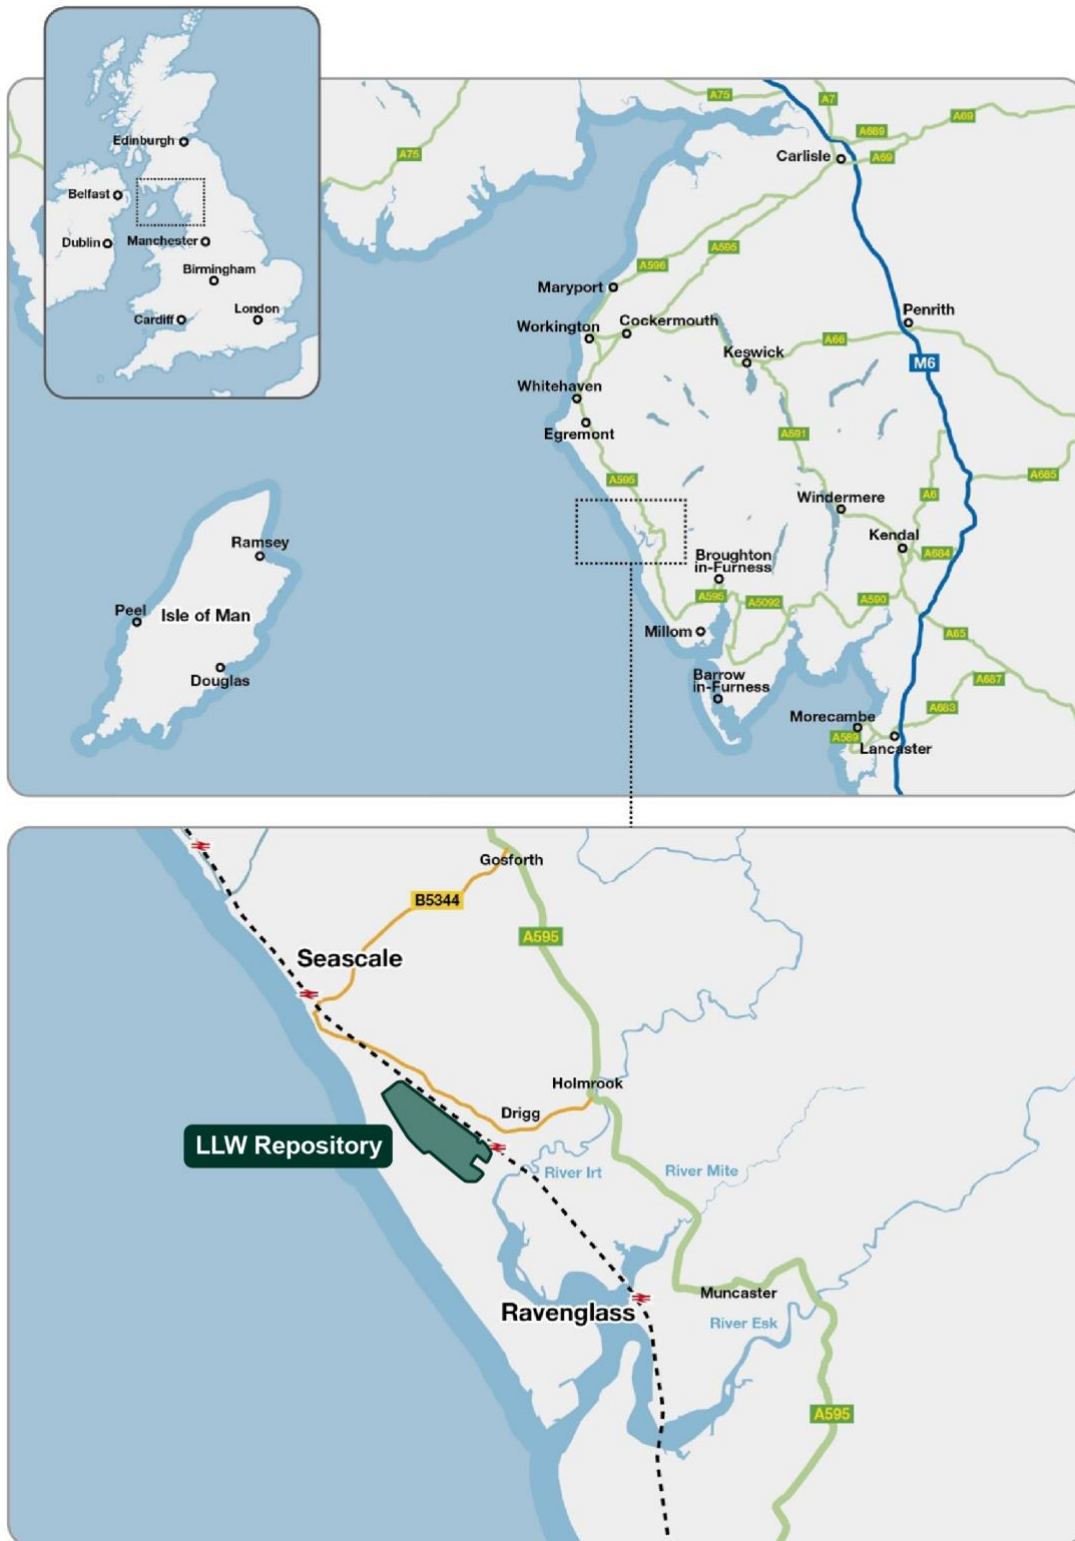 Edinburgh
Belfast
Dublin
Manchester
Birmingham
Cardiff
London
A75
A75
A7
A689
A69
A69
Carlisle
A595
A596
Maryport
Workington
Cockermouth
Penrith
Keswick
A66
M6
Whitehaven
Egremont
A591
A595
A685
Windermere
A6
Kendal
A684
Ramsey
Peel
Isle of Man
Douglas
Broughton
in-Furness
A595
A5092
A590
Millom
A65
Barrow
in-Furness
A687
A683
Morecambe
A589
Lancaster
Gosforth
B5344
A595
Seascale
Holmrook
Drigg
LLW Repository
River Irt
River Mite
Muncaster
Ravenglass
River Esk
A595